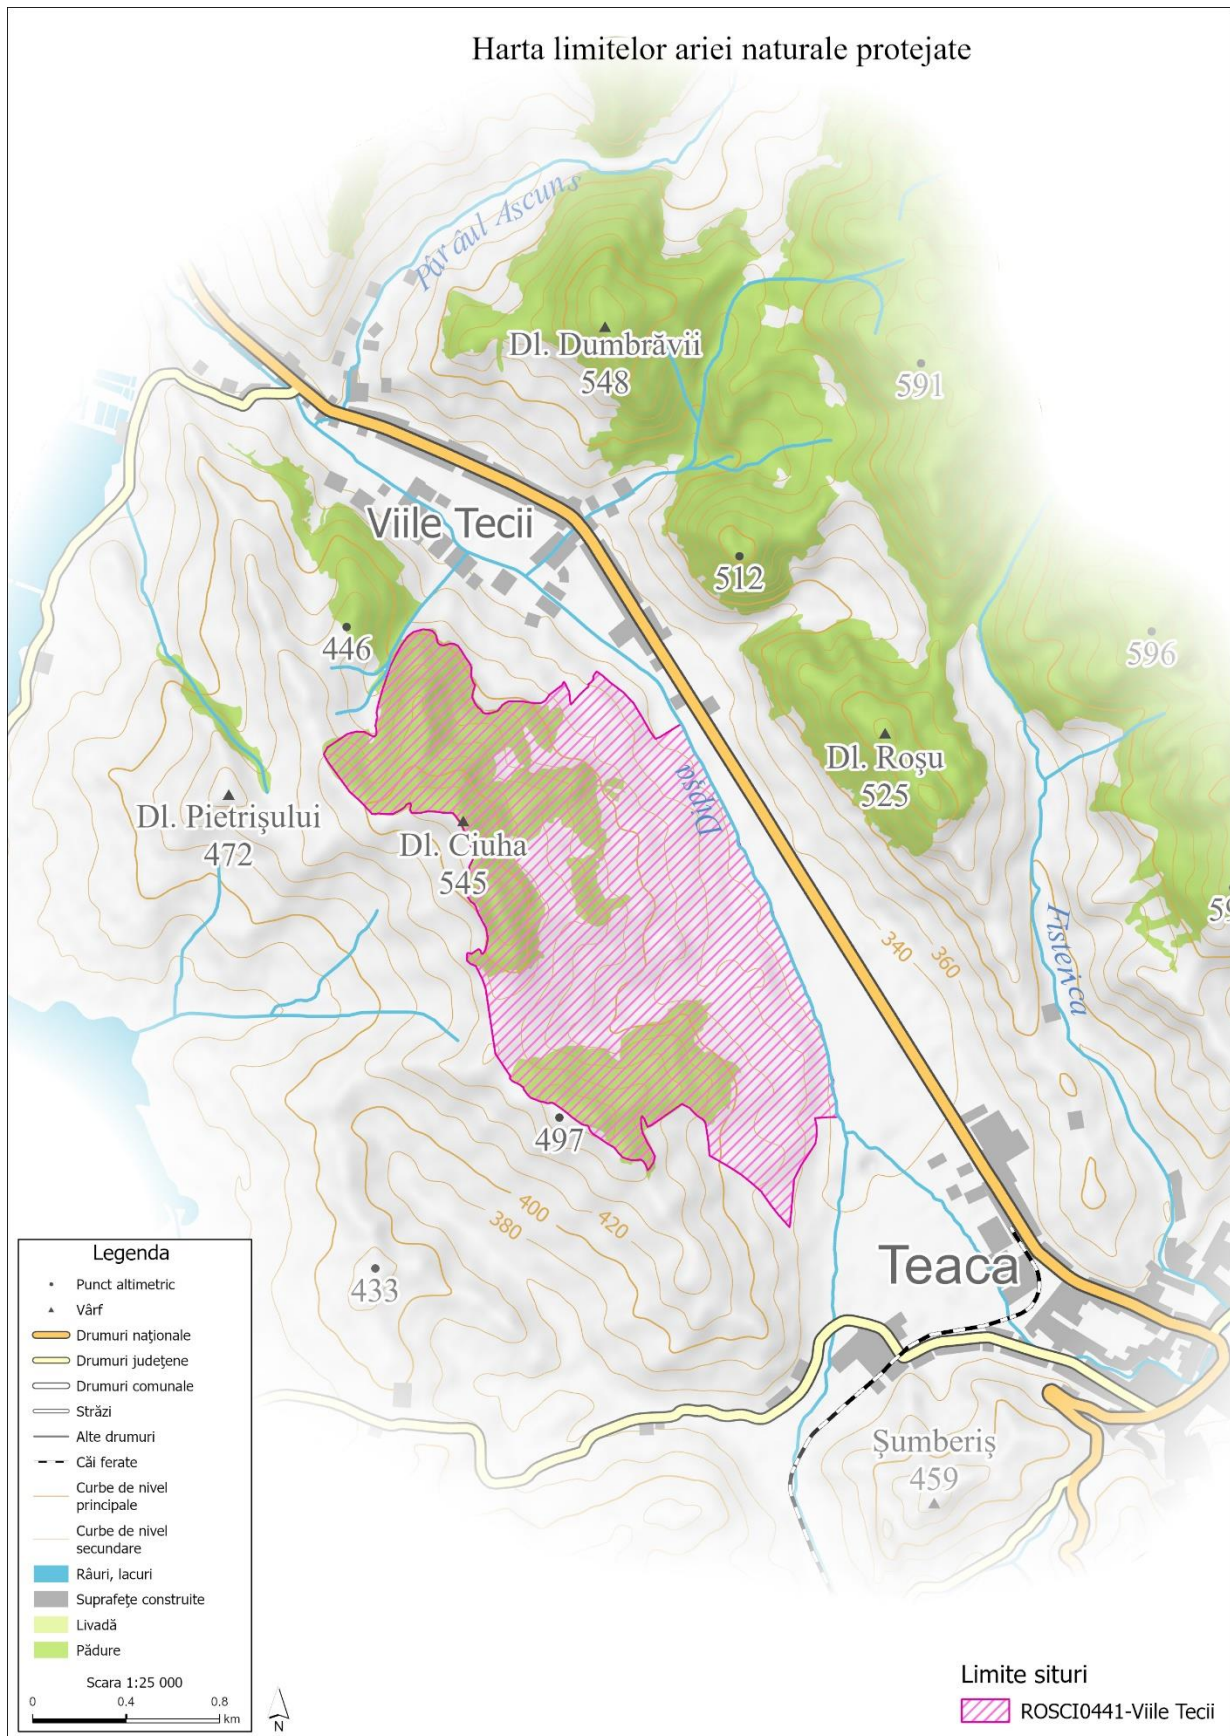 Harta limitelor ariei naturale protejate
Pârâul Ascuns
Dl. Dumbrăvii
548
591
Viile Tecii
512
446
596
Dl. Roşu
525
Dipşa
Dl. Pietrişului
472
Dl. Ciuha
545
Fisterica
340
360
497
400
420
380
433
Teaca
Şumberiş
459
Legenda
Punct altimetric
Vârf
Drumuri naţionale
Drumuri judeţene
Drumuri comunale
Străzi
Alte drumuri
Căi ferate
Curbe de nivel
principale
Curbe de nivel
secundare
Râuri, lacuri
Suprafeţe construite
Livadă
Pădure
Scara 1:25 000
0 0.4 0.8
km
N
Limite situri
ROSCI0441-Viile Tecii